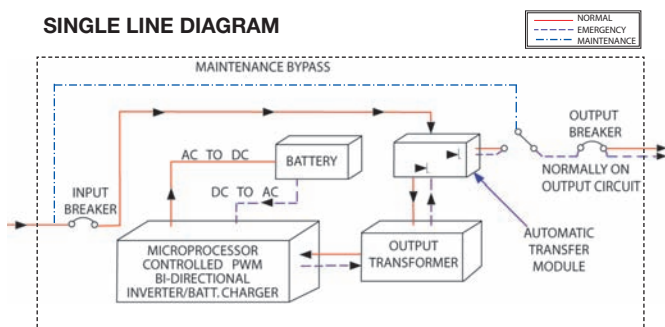 SINGLE LINE DIAGRAM
NORMAL
EMERGENCY
MAINTENANCE
MAINTENANCE BYPASS
OUTPUT
BREAKER
AC TO DC
BATTERY
DC TO AC
NORMALLY ON
OUTPUT CIRCUIT
INPUT
BREAKER
AUTOMATIC
TRANSFER
MODULE
MICROPROCESSOR
CONTROLLED PWM
BI-DIRECTIONAL
INVERTER/BATT. CHARGER
OUTPUT
TRANSFORMER